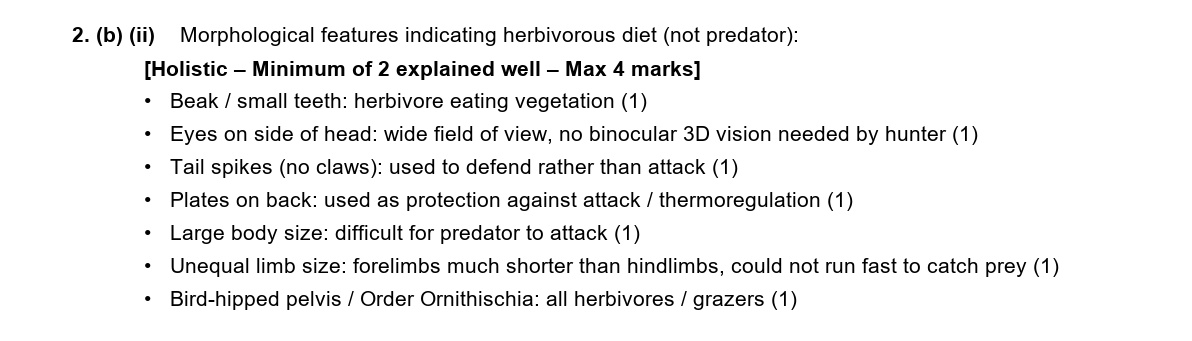 2. (b) (ii) Morphological features indicating herbivorous diet (not predator):
[Holistic – Minimum of 2 explained well – Max 4 marks]
• Beak / small teeth: herbivore eating vegetation (1)
• Eyes on side of head: wide field of view, no binocular 3D vision needed by hunter (1)
• Tail spikes (no claws): used to defend rather than attack (1)
• Plates on back: used as protection against attack / thermoregulation (1)
• Large body size: difficult for predator to attack (1)
• Unequal limb size: forelimbs much shorter than hindlimbs, could not run fast to catch prey (1)
• Bird-hipped pelvis / Order Ornithischia: all herbivores / grazers (1)